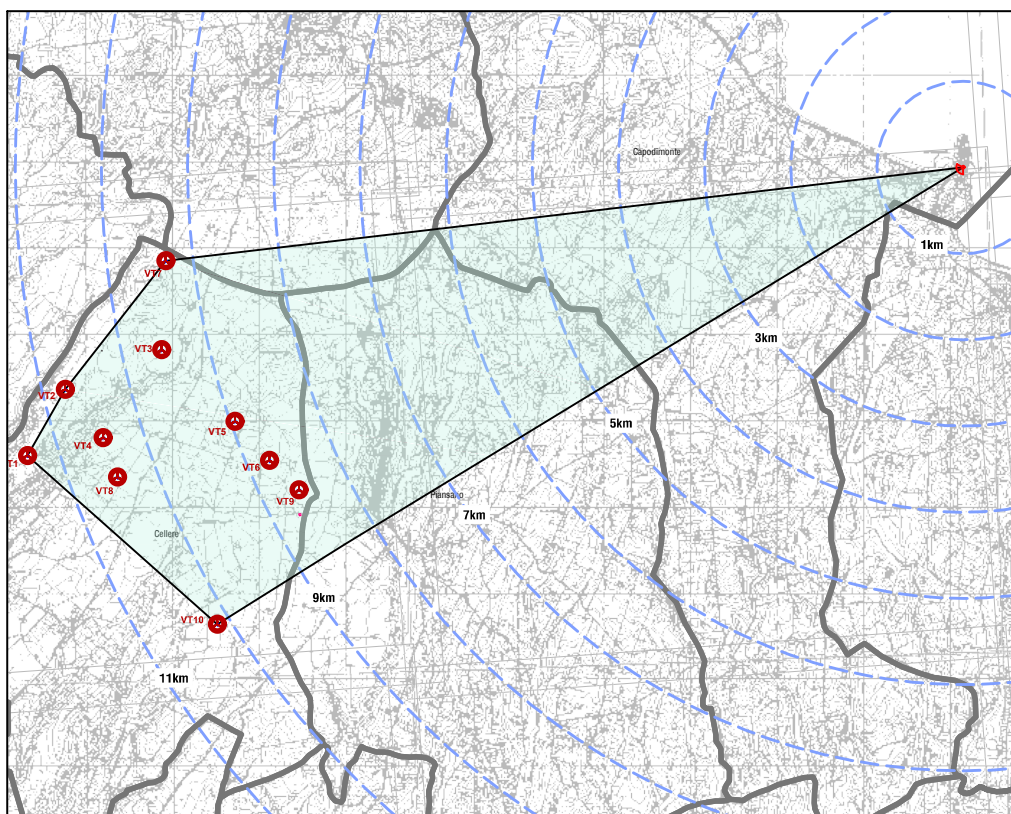 Capodimonte
1km
VT7
3km
VT3
VT2
5km
VT5
VT4
T1
VT6
VT8
VT9
Piansano
7km
Cellere
9km
VT10
11km